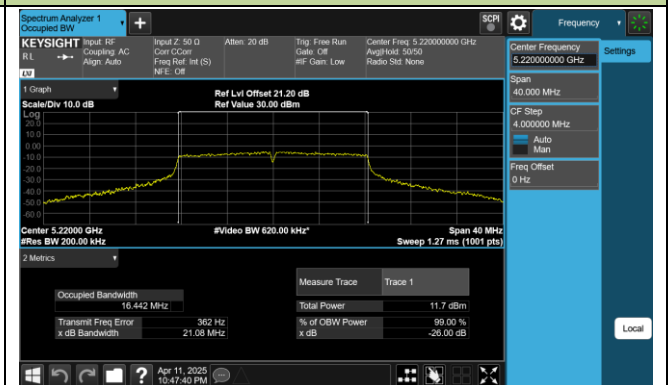 Spectrum Analyzer 1
Occupied BW
SCPI
Frequency
KEYSIGHT
RL
Input: RF
Coupling: AC
Align: Auto
Input Z: 50 Ω
Corr CCorr
Freq Ref: Int (S)
NFE: Off
Atten: 20 dB
Trig: Free Run
Gate: Off
#IF Gain: Low
Center Freq: 5.220000000 GHz
Avg|Hold: 50/50
Radio Std: None
Center Frequency
5.220000000 GHz
Settings
Span
40.000 MHz
CF Step
4.000000 MHz
Auto
Man
Freq Offset
0 Hz
1 Graph
Scale/Div 10.0 dB
Ref Lvl Offset 21.20 dB
Ref Value 30.00 dBm
Log
20.0
10.0
0.00
-10.0
-20.0
-30.0
-40.0
-50.0
-60.0
Center 5.22000 GHz
#Res BW 200.00 kHz
#Video BW 620.00 kHz*
Span 40 MHz
Sweep 1.27 ms (1001 pts)
2 Metrics
Measure Trace Trace 1
Occupied Bandwidth
16.442 MHz
Total Power 11.7 dBm
Transmit Freq Error 362 Hz
% of OBW Power 99.00 %
x dB Bandwidth 21.08 MHz
x dB -26.00 dB
Local
Apr 11, 2025
10:47:40 PM